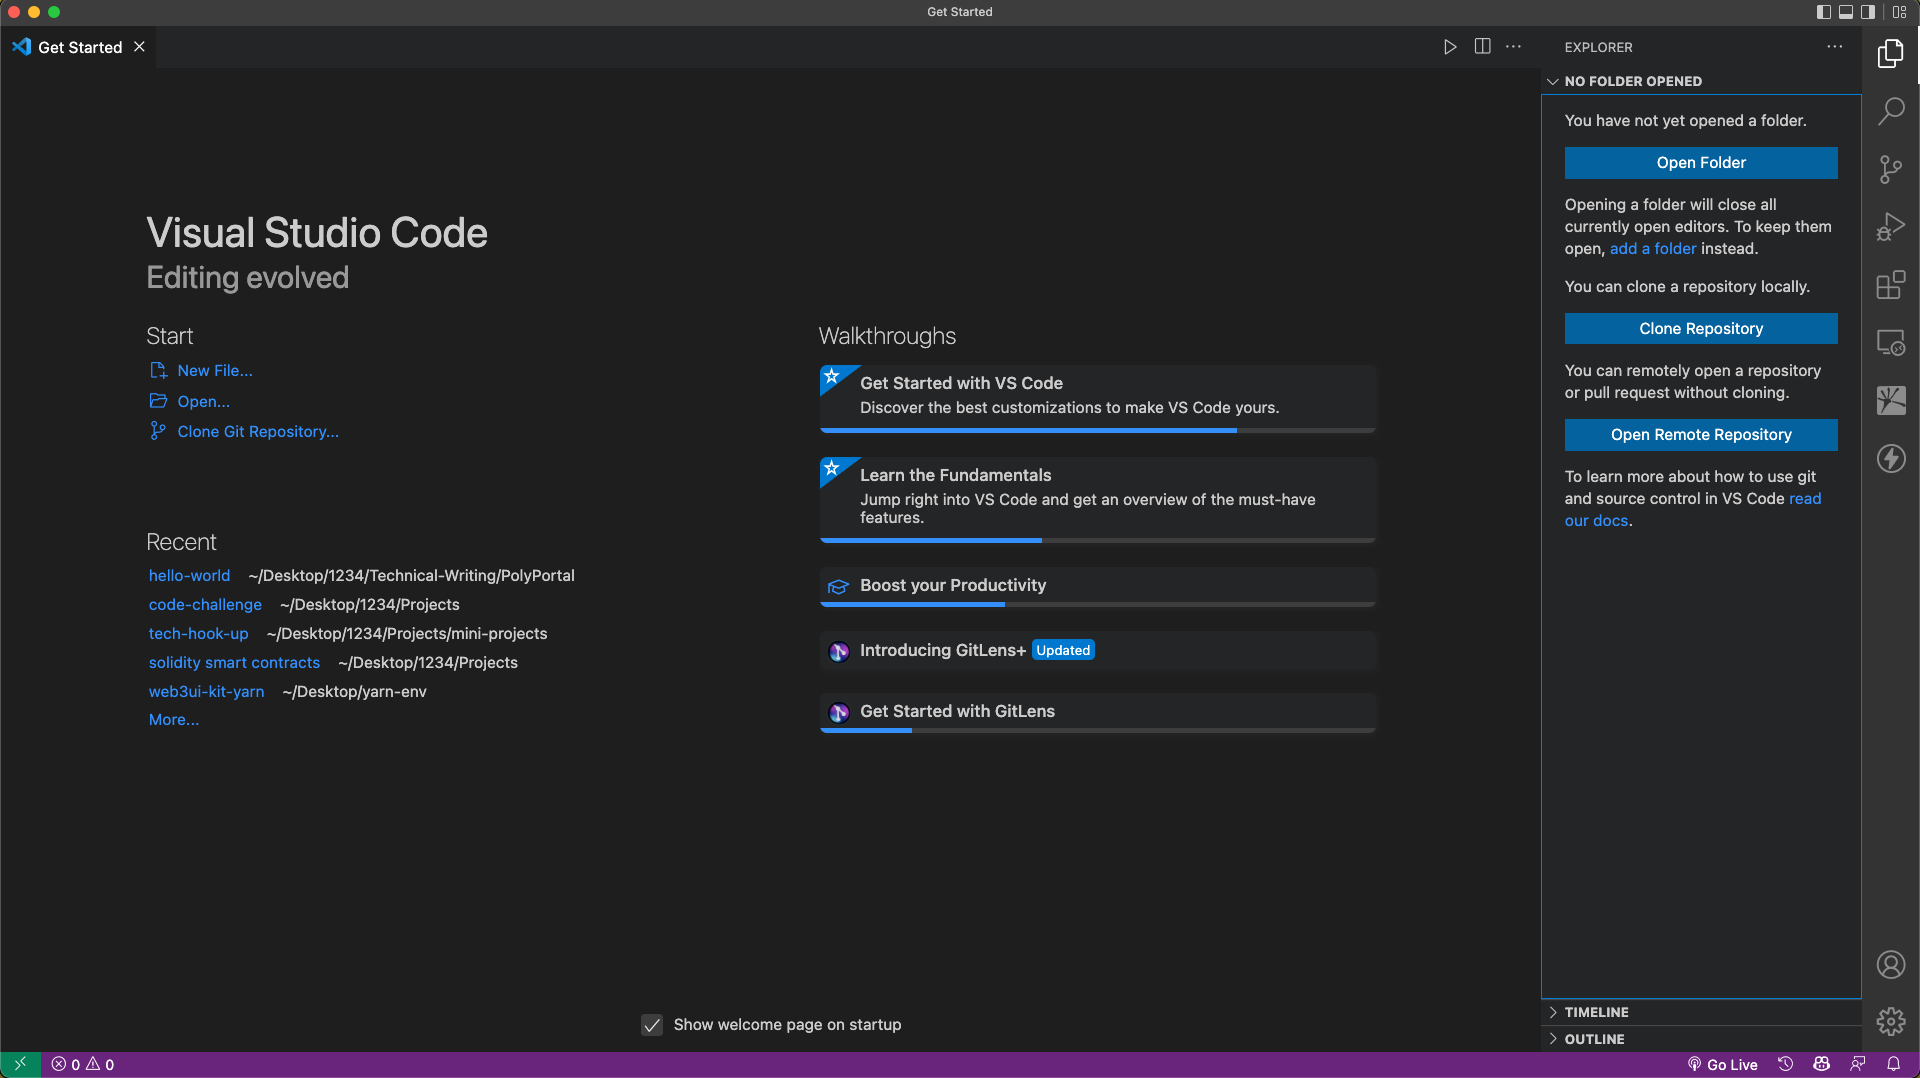 Get Started
Get Started
Visual Studio Code
Editing evolved
Start
New File...
Open...
Clone Git Repository...
Recent
hello-world ~/Desktop/1234/Technical-Writing/PolyPortal
code-challenge ~/Desktop/1234/Projects
tech-hook-up ~/Desktop/1234/Projects/mini-projects
solidity smart contracts ~/Desktop/1234/Projects
web3ui-kit-yarn ~/Desktop/yarn-env
More...
Walkthroughs
Get Started with VS Code
Discover the best customizations to make VS Code yours.
Learn the Fundamentals
Jump right into VS Code and get an overview of the must-have
features.
Boost your Productivity
Introducing GitLens+ Updated
Get Started with GitLens
Show welcome page on startup
EXPLORER
NO FOLDER OPENED
You have not yet opened a folder.
Open Folder
Opening a folder will close all
currently open editors. To keep them
open, add a folder instead.
You can clone a repository locally.
Clone Repository
You can remotely open a repository
or pull request without cloning.
Open Remote Repository
To learn more about how to use git
and source control in VS Code read
our docs.
TIMELINE
OUTLINE
0 0
Go Live